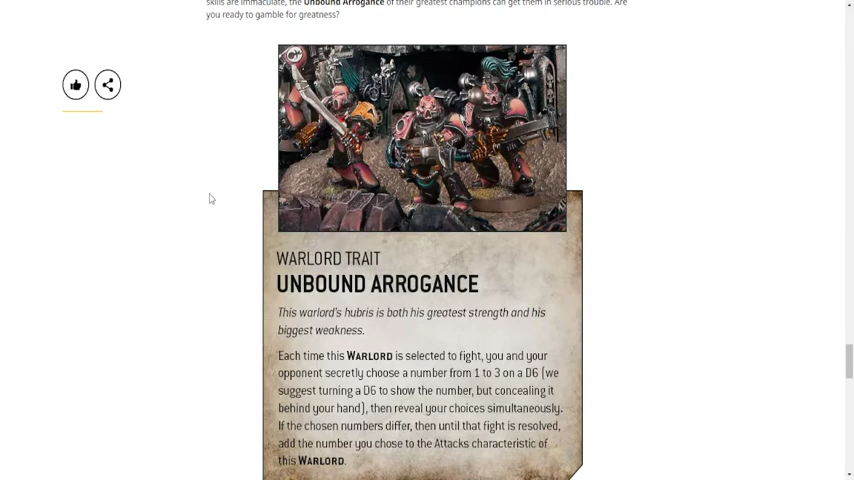 skills are immaculate, the Unbound Arrogance of their greatest champions can get them in serious trouble. Are
you ready to gamble for greatness?
WARLORD TRAIT
UNBOUND ARROGANCE
This warlord's hubris is both his greatest strength and his
biggest weakness.
Each time this WARLORD is selected to fight, you and your
opponent secretly choose a number from 1 to 3 on a D6 (we
suggest turning a D6 to show the number, but concealing it
behind your hand), then reveal your choices simultaneously.
If the chosen numbers differ, then until that fight is resolved,
add the number you chose to the Attacks characteristic of
this WARLORD.